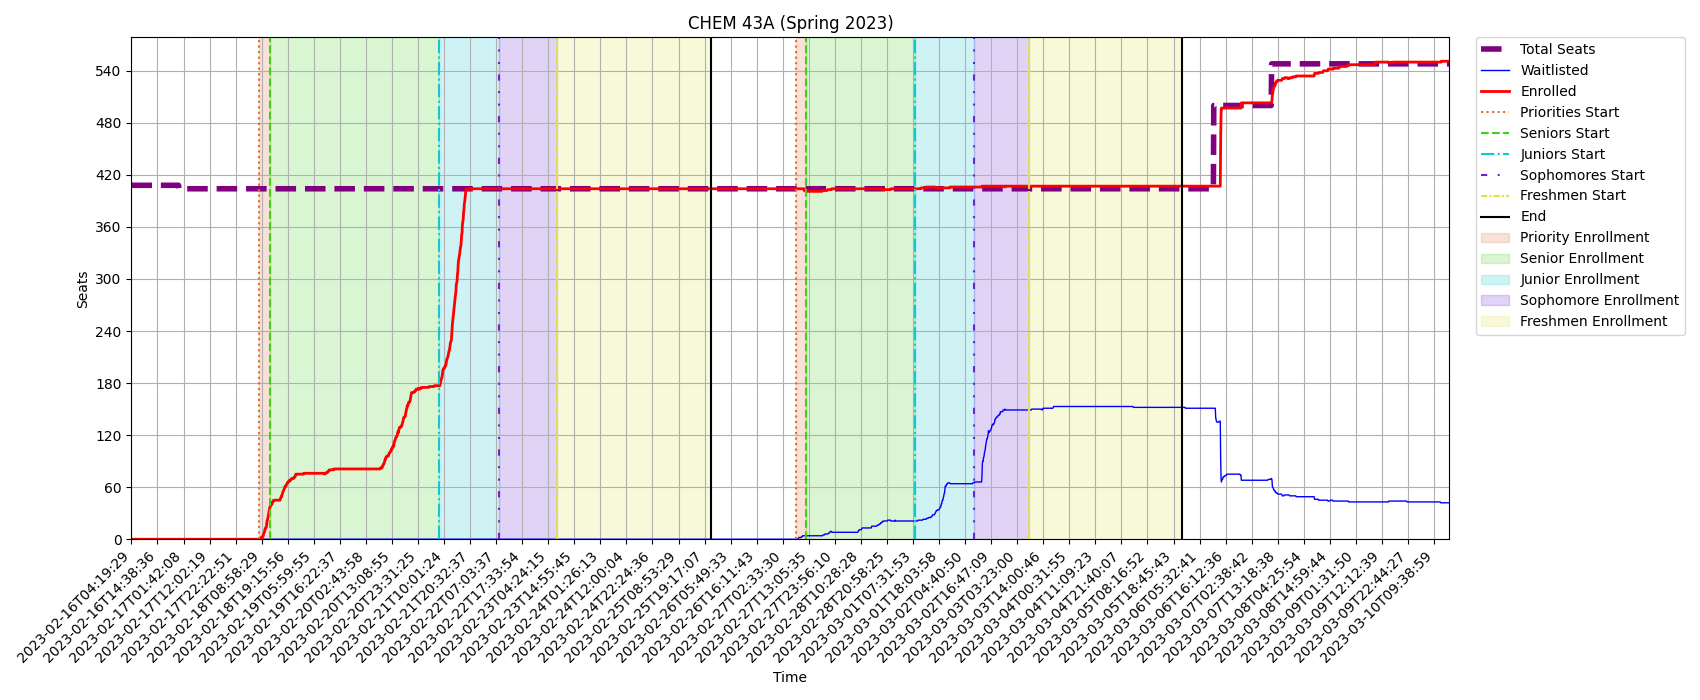 CHEM 43A (Spring 2023)
Seats
540
480
420
360
300
240
180
120
60
0
2023-02-16T04:19:29
2023-02-16T14:38:36
2023-02-17T01:42:08
2023-02-17T12:02:19
2023-02-17T22:22:51
2023-02-18T08:58:29
2023-02-18T19:15:56
2023-02-19T05:59:55
2023-02-19T16:22:37
2023-02-20T02:43:58
2023-02-20T13:08:55
2023-02-20T23:31:25
2023-02-21T10:01:24
2023-02-21T20:32:37
2023-02-22T07:03:37
2023-02-22T17:33:54
2023-02-23T04:24:15
2023-02-23T14:55:45
2023-02-24T01:26:13
2023-02-24T12:00:04
2023-02-24T22:24:36
2023-02-25T08:53:29
2023-02-25T19:17:07
2023-02-26T05:49:33
2023-02-26T16:11:43
2023-02-27T02:33:30
2023-02-27T13:05:35
2023-02-27T23:56:10
2023-02-28T10:28:28
2023-02-28T20:58:25
2023-03-01T07:31:53
2023-03-01T18:03:58
2023-03-02T04:40:50
2023-03-02T16:47:09
2023-03-03T03:23:00
2023-03-03T14:00:46
2023-03-04T00:31:55
2023-03-04T11:09:23
2023-03-04T21:40:07
2023-03-05T08:16:52
2023-03-05T18:45:43
2023-03-06T05:32:41
2023-03-06T16:12:36
2023-03-07T02:38:42
2023-03-07T13:18:38
2023-03-08T04:25:54
2023-03-08T14:59:44
2023-03-09T01:31:50
2023-03-09T12:12:39
2023-03-09T22:44:27
2023-03-10T09:38:59
Time
Total Seats
Waitlisted
Enrolled
Priorities Start
Seniors Start
Juniors Start
Sophomores Start
Freshmen Start
End
Priority Enrollment
Senior Enrollment
Junior Enrollment
Sophomore Enrollment
Freshmen Enrollment